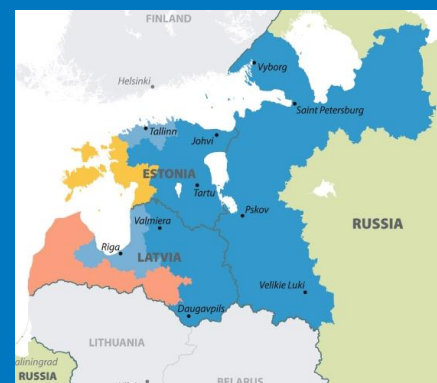 FINLAND
Vyborg
Helsinki
Saint Petersburg
Tallinn
Johvi
ESTONIA
Tartu
Pskov
RUSSIA
Valmiera
Riga
LATVIA
Velikie Luki
Daugavpils
LITHUANIA
Kaliningrad
RUSSIA
BELARUS